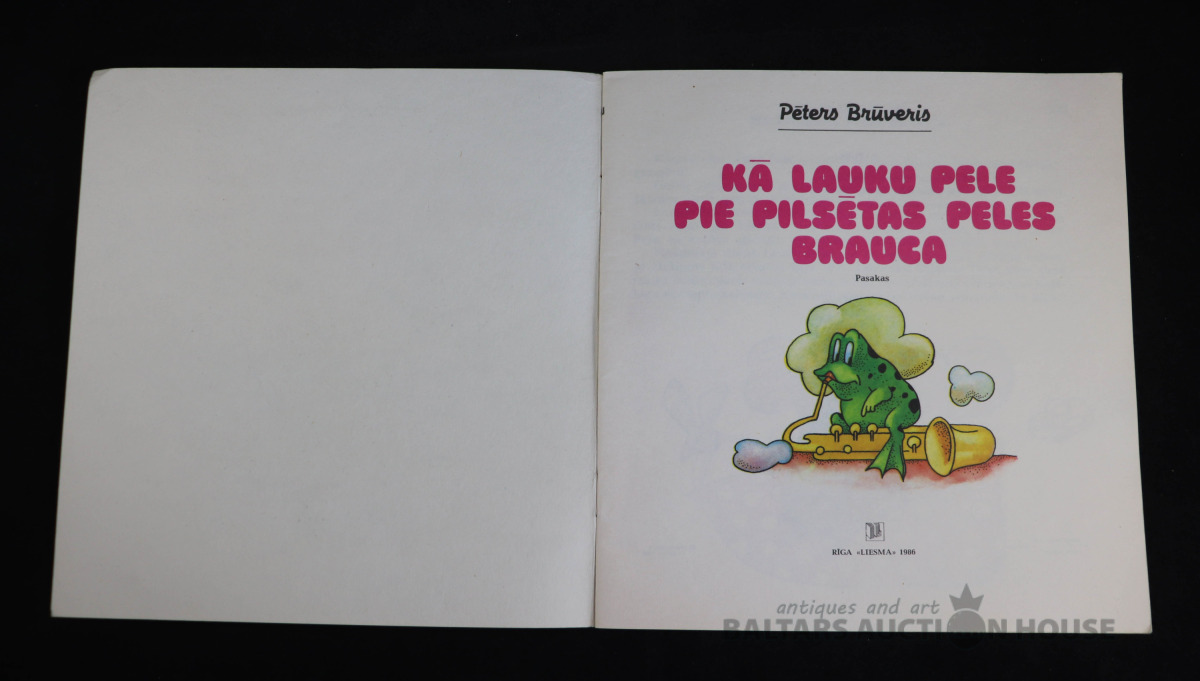 Pēters Brūveris
KĀ LAUKU PELE
PIE PILSĒTAS PELES
BRAUCA
Pasakas
RĪGA «LIESMA» 1986
antiques and art
BALTARS AUCTION HOUSE